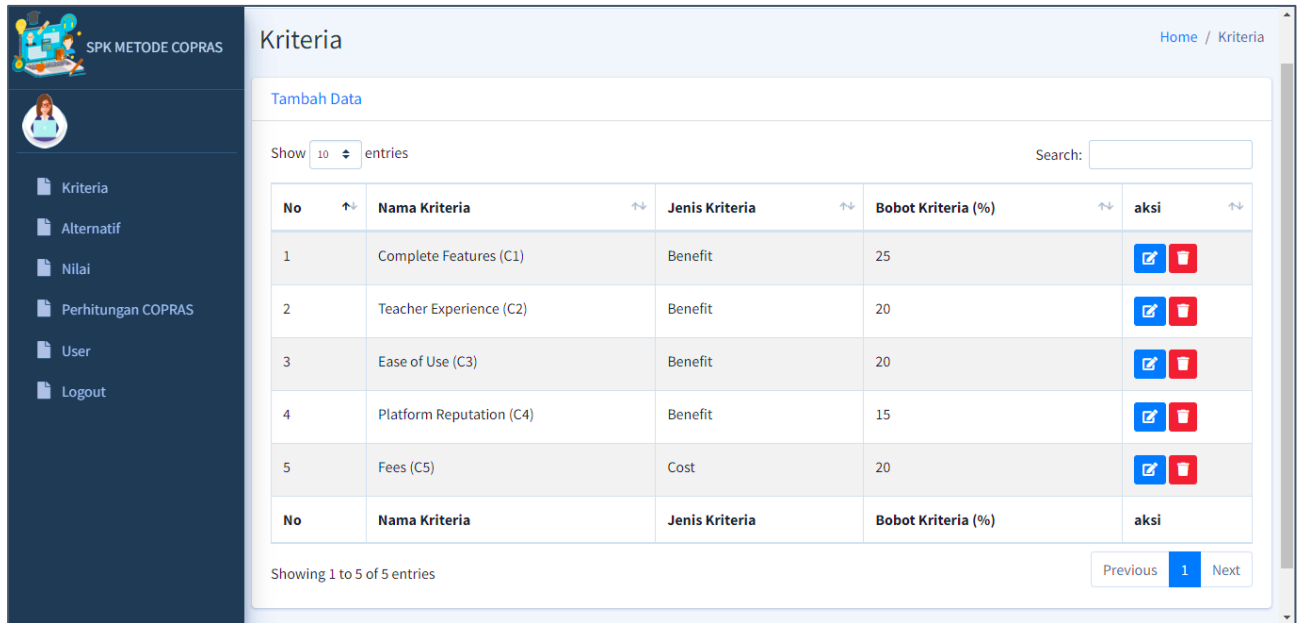 SPK METODE COPRAS
Kriteria
Alternatif
Nilai
Perhitungan COPRAS
User
Logout
Kriteria
Home / Kriteria
Tambah Data
Show 10 entries
Search:
No Nama Kriteria Jenis Kriteria Bobot Kriteria (%) aksi
1 Complete Features (C1) Benefit 25
2 Teacher Experience (C2) Benefit 20
3 Ease of Use (C3) Benefit 20
4 Platform Reputation (C4) Benefit 15
5 Fees (C5) Cost 20
No Nama Kriteria Jenis Kriteria Bobot Kriteria (%) aksi
Showing 1 to 5 of 5 entries
Previous 1 Next